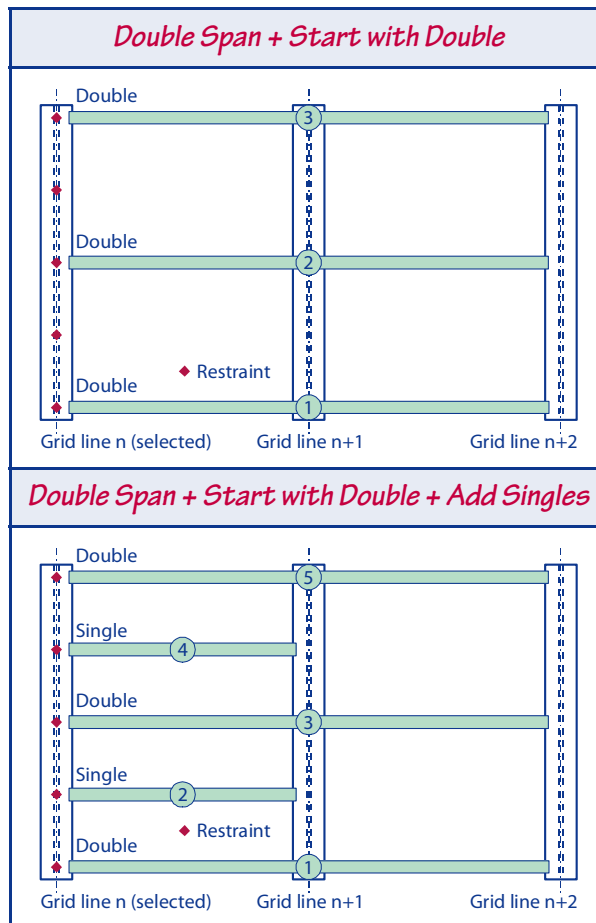 Double Span + Start with Double
Double
3
Double
2
Restraint
Double
1
Grid line n (selected) Grid line n+1 Grid line n+2
Double Span + Start with Double + Add Singles
Double
5
Single
4
Double
3
Single
2
Restraint
Double
1
Grid line n (selected) Grid line n+1 Grid line n+2